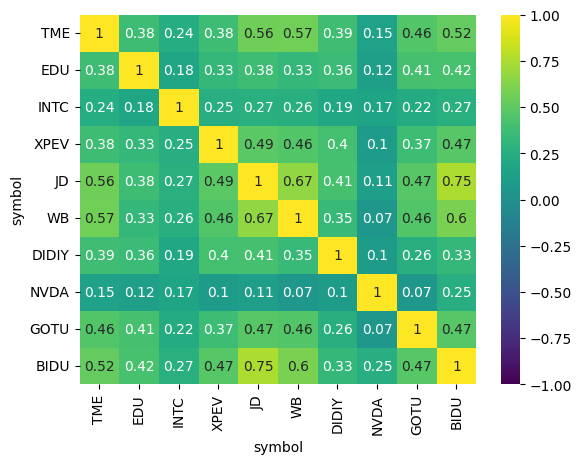 TME 1 0.38 0.24 0.38 0.56 0.57 0.39 0.15 0.46 0.52
EDU 0.38 1 0.18 0.33 0.38 0.33 0.36 0.12 0.41 0.42
INTC 0.24 0.18 1 0.25 0.27 0.26 0.19 0.17 0.22 0.27
XPEV 0.38 0.33 0.25 1 0.49 0.46 0.4 0.1 0.37 0.47
JD 0.56 0.38 0.27 0.49 1 0.67 0.41 0.11 0.47 0.75
WB 0.57 0.33 0.26 0.46 0.67 1 0.35 0.07 0.46 0.6
DIDIY 0.39 0.36 0.19 0.4 0.41 0.35 1 0.1 0.26 0.33
NVDA 0.15 0.12 0.17 0.1 0.11 0.07 0.1 1 0.07 0.25
GOTU 0.46 0.41 0.22 0.37 0.47 0.46 0.26 0.07 1 0.47
BIDU 0.52 0.42 0.27 0.47 0.75 0.6 0.33 0.25 0.47 1
TME EDU INTC XPEV JD WB DIDIY NVDA GOTU BIDU
symbol
symbol
1.00
0.75
0.50
0.25
0.00
−0.25
−0.50
−0.75
−1.00